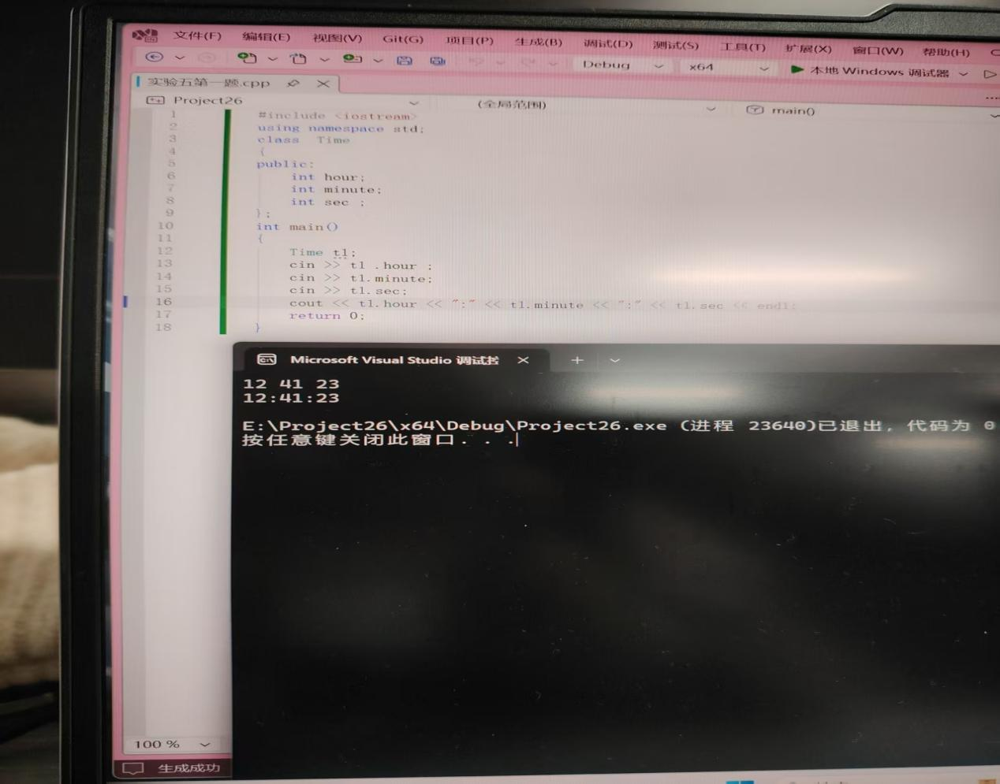 文件(F) 编辑(E) 视图(V) Git(G) 项目(P) 生成(B) 调试(D) 测试(S) 工具(T) 扩展(X) 窗口(W) 帮助(H)
Debug x64 本地 Windows 调试器
实验五第一题.cpp
Project26 (全局范围) main()
1 #include <iostream>
2 using namespace std;
3 class Time
4 {
5 public:
6 int hour;
7 int minute;
8 int sec ;
9 };
10 int main()
11 {
12 Time t1;
13 cin >> t1 .hour ;
14 cin >> t1.minute;
15 cin >> t1.sec;
16 cout << t1.hour << ":" << t1.minute << ":" << t1.sec << endl;
17 return 0;
18 }
Microsoft Visual Studio 调试控
12 41 23
12:41:23
E:\Project26\x64\Debug\Project26.exe (进程 23640)已退出，代码为 0
按任意键关闭此窗口. . .
100 %
生成成功